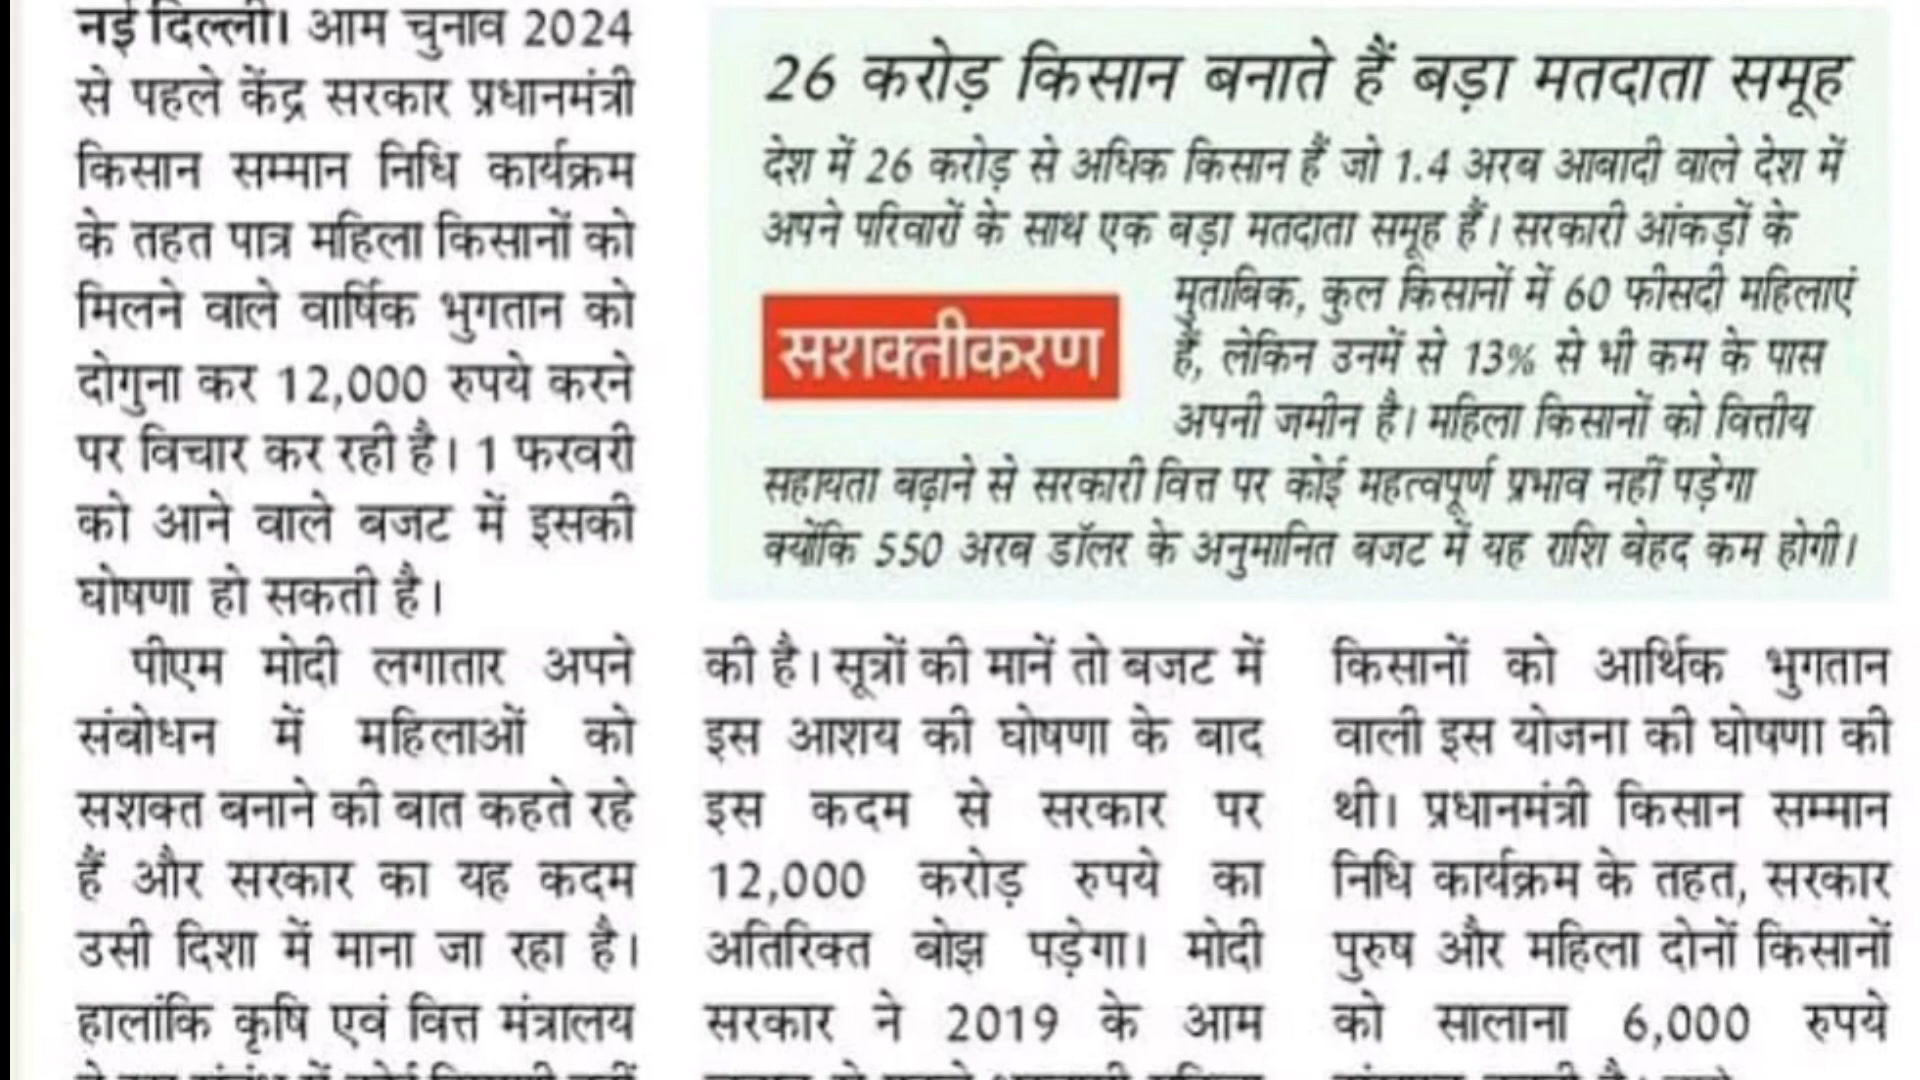 नई दिल्ली। आम चुनाव 2024
से पहले केंद्र सरकार प्रधानमंत्री
किसान सम्मान निधि कार्यक्रम
के तहत पात्र महिला किसानों को
मिलने वाले वार्षिक भुगतान को
दोगुना कर 12,000 रुपये करने
पर विचार कर रही है। 1 फरवरी
को आने वाले बजट में इसकी
घोषणा हो सकती है।
पीएम मोदी लगातार अपने
संबोधन में महिलाओं को
सशक्त बनाने की बात कहते रहे
हैं और सरकार का यह कदम
उसी दिशा में माना जा रहा है।
हालांकि कृषि एवं वित्त मंत्रालय
26 करोड़ किसान बनाते हैं बड़ा मतदाता समूह
देश में 26 करोड़ से अधिक किसान हैं जो 1.4 अरब आबादी वाले देश में
अपने परिवारों के साथ एक बड़ा मतदाता समूह हैं। सरकारी आंकड़ों के
सशक्तीकरण
मुताबिक, कुल किसानों में 60 फीसदी महिलाएं
हैं, लेकिन उनमें से 13% से भी कम के पास
अपनी जमीन है। महिला किसानों को वित्तीय
सहायता बढ़ाने से सरकारी वित्त पर कोई महत्वपूर्ण प्रभाव नहीं पड़ेगा
क्योंकि 550 अरब डॉलर के अनुमानित बजट में यह राशि बेहद कम होगी।
की है। सूत्रों की मानें तो बजट में
इस आशय की घोषणा के बाद
इस कदम से सरकार पर
12,000 करोड़ रुपये का
अतिरिक्त बोझ पड़ेगा। मोदी
सरकार ने 2019 के आम
किसानों को आर्थिक भुगतान
वाली इस योजना की घोषणा की
थी। प्रधानमंत्री किसान सम्मान
निधि कार्यक्रम के तहत, सरकार
पुरुष और महिला दोनों किसानों
को सालाना 6,000 रुपये